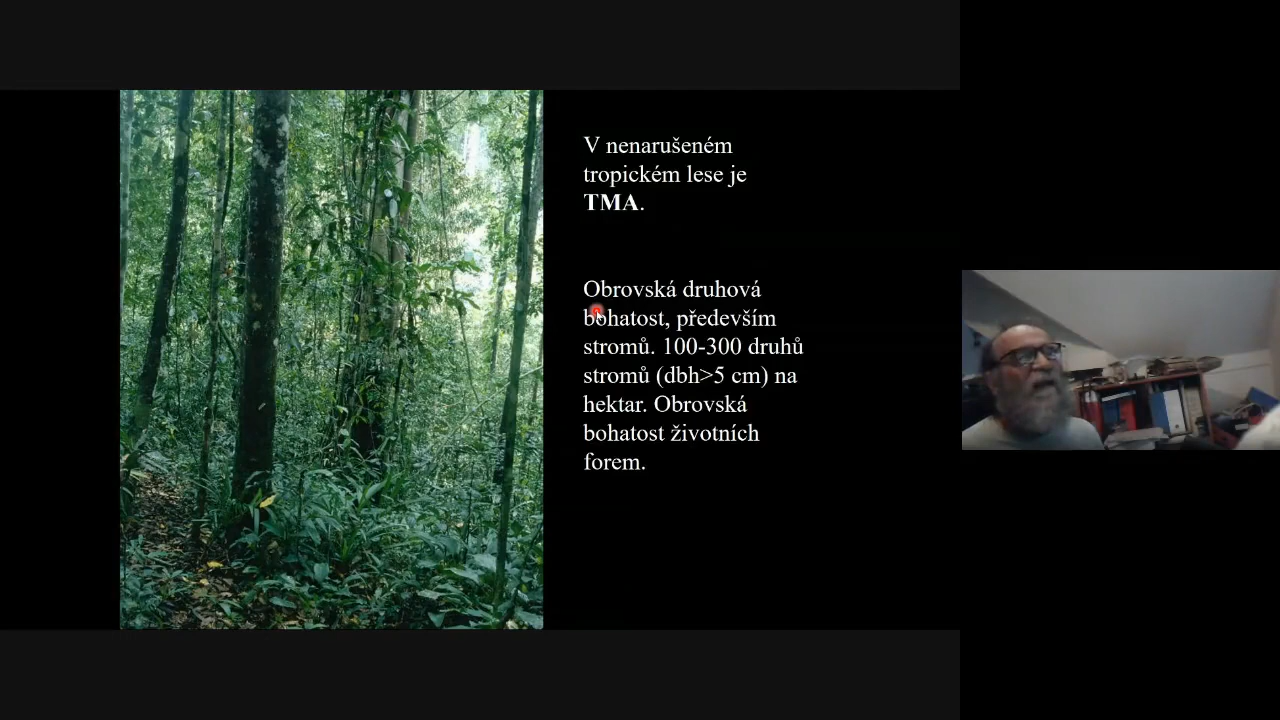 V nenarušeném
tropickém lese je
TMA.
Obrovská druhová
bohatost, především
stromů. 100-300 druhů
stromů (dbh>5 cm) na
hektar. Obrovská
bohatost životních
forem.